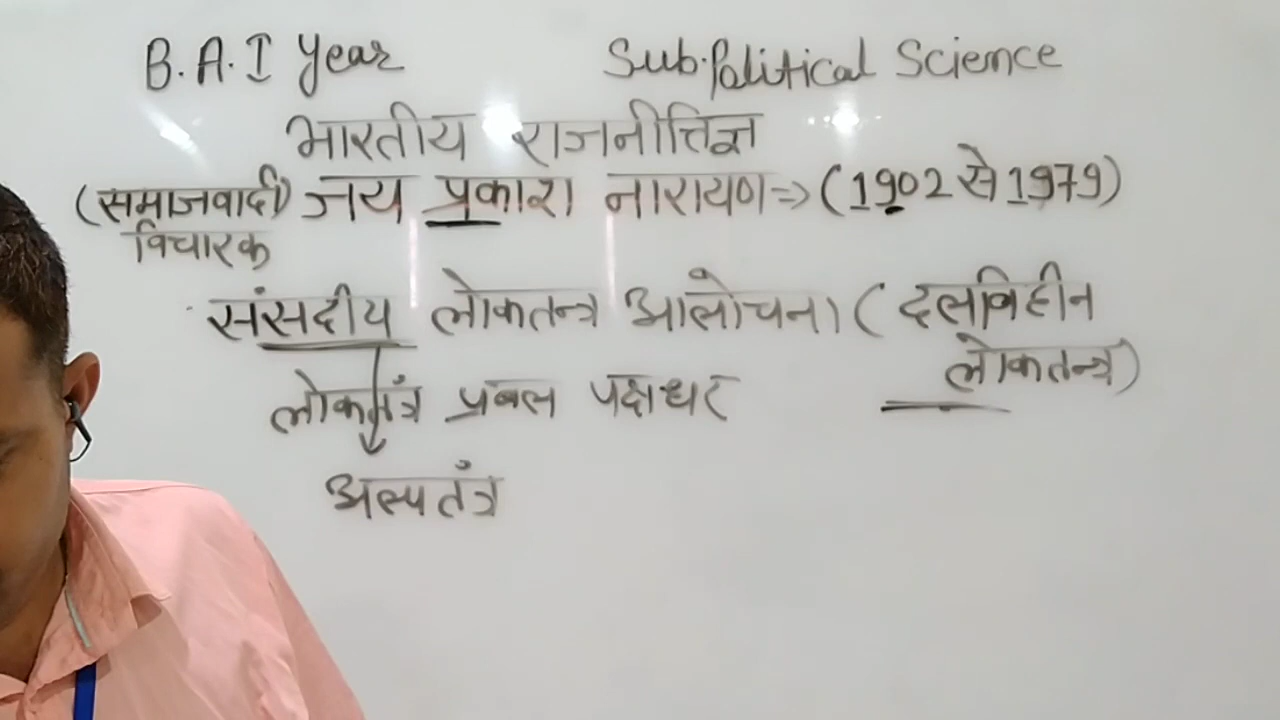 B.A.I Year Sub. Political Science
भारतीय राजनीतिज्ञ
(समाजवादी) जय प्रकाश नारायण=> (1902 से 1979)
विचारक
संसदीय लोकतन्त्र आलोचना ( दलविहीन
लोकतन्त्र)
लोकतंत्र प्रबल पक्षधर
अल्पतंत्र